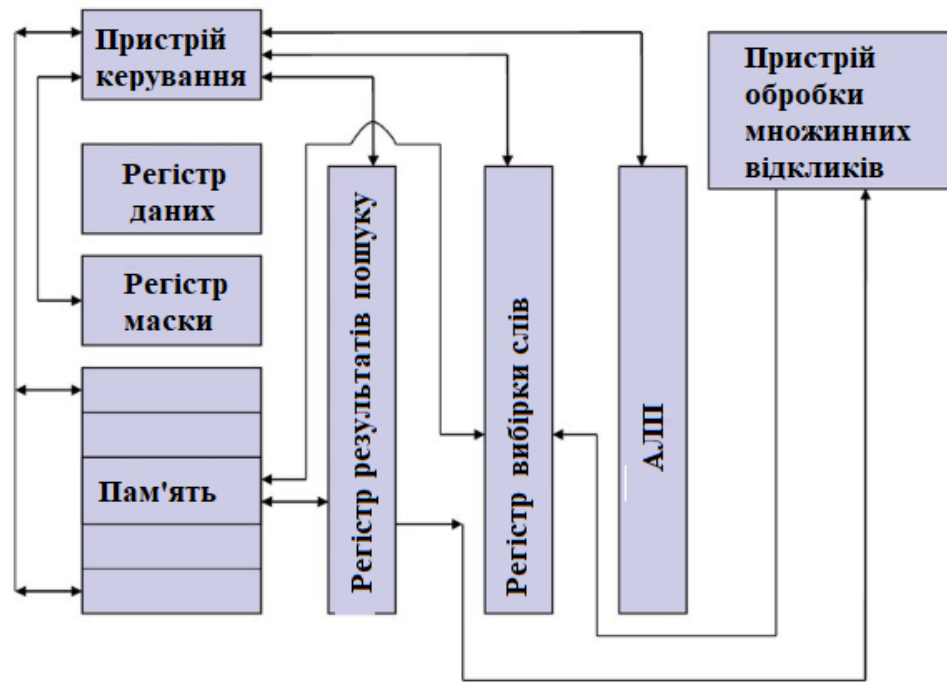 Пристрій
керування
Пристрій
обробки
множинних
відкликів
Регістр
даних
Регістр
маски
Пам'ять
Регістр результатів пошуку
Регістр вибірки слів
АЛП